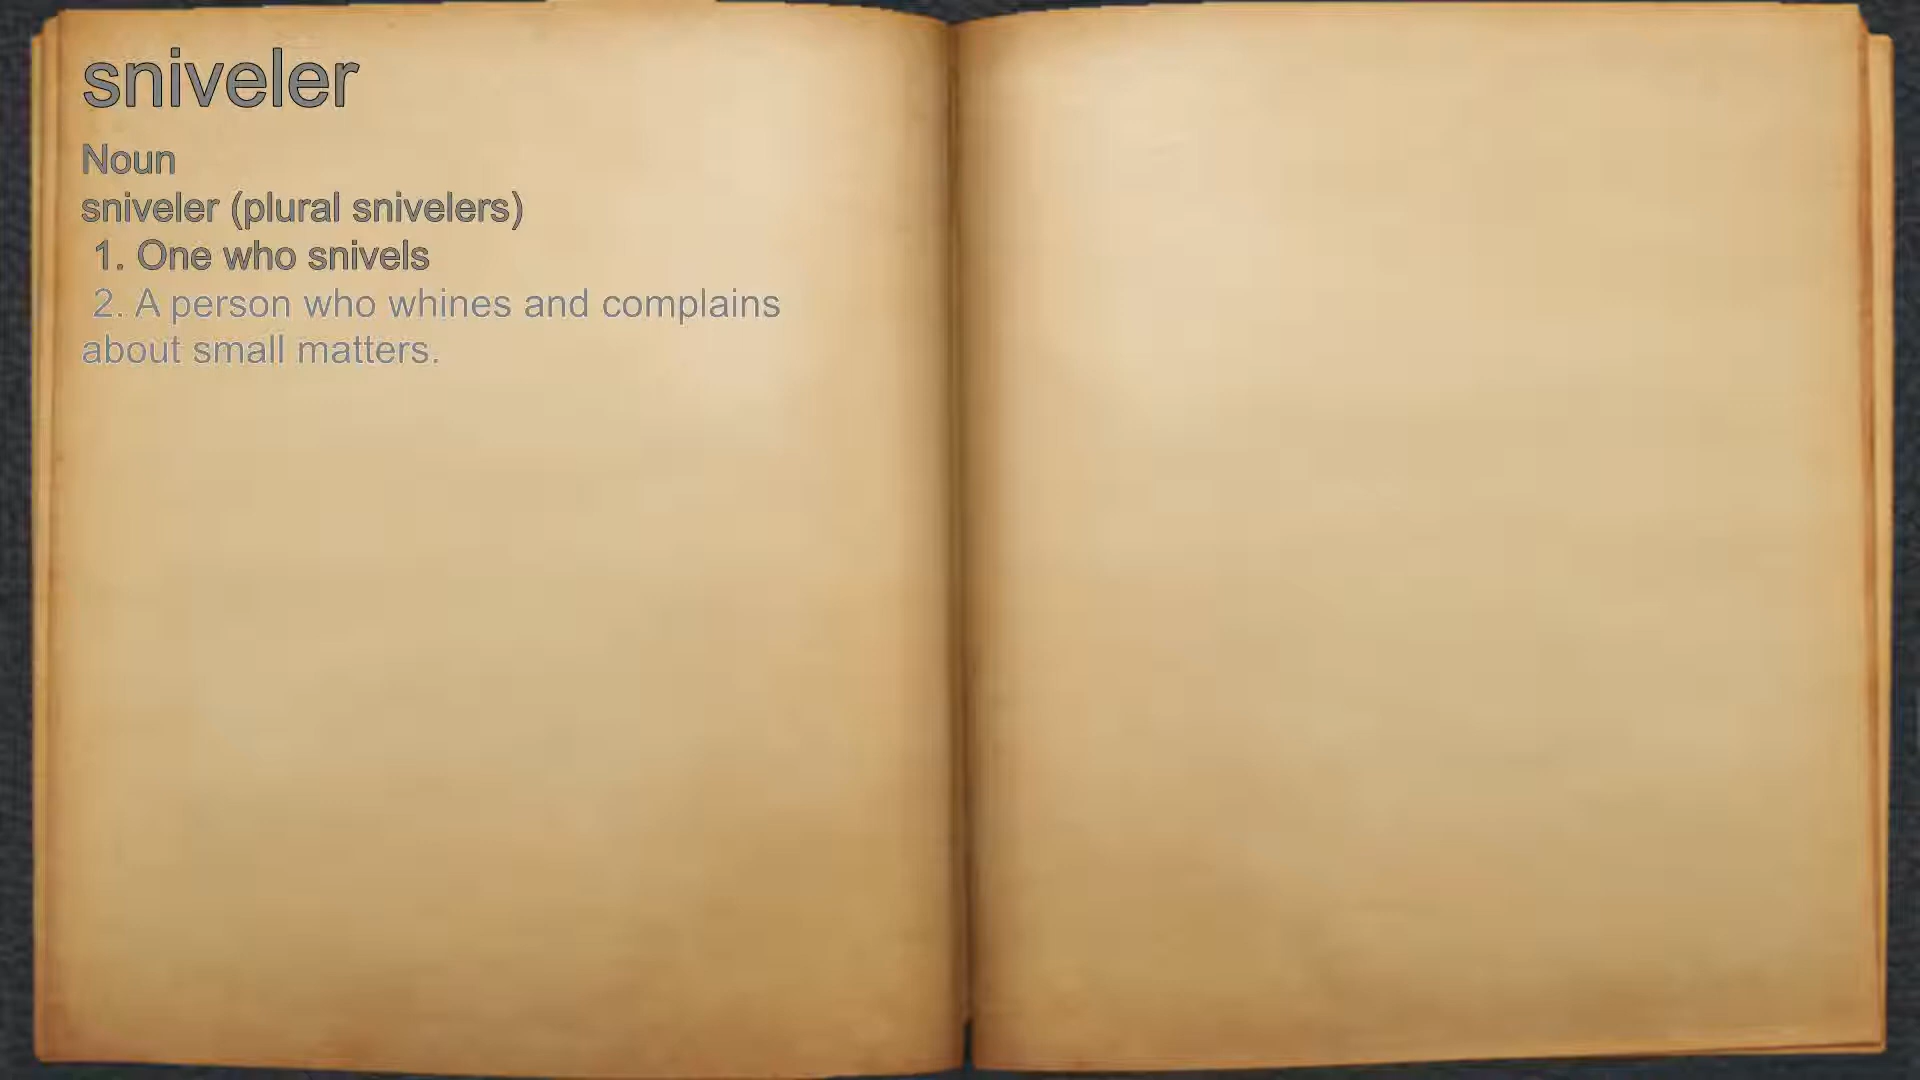 sniveler
Noun
sniveler (plural snivelers)
1. One who snivels
2. A person who whines and complains
about small matters.